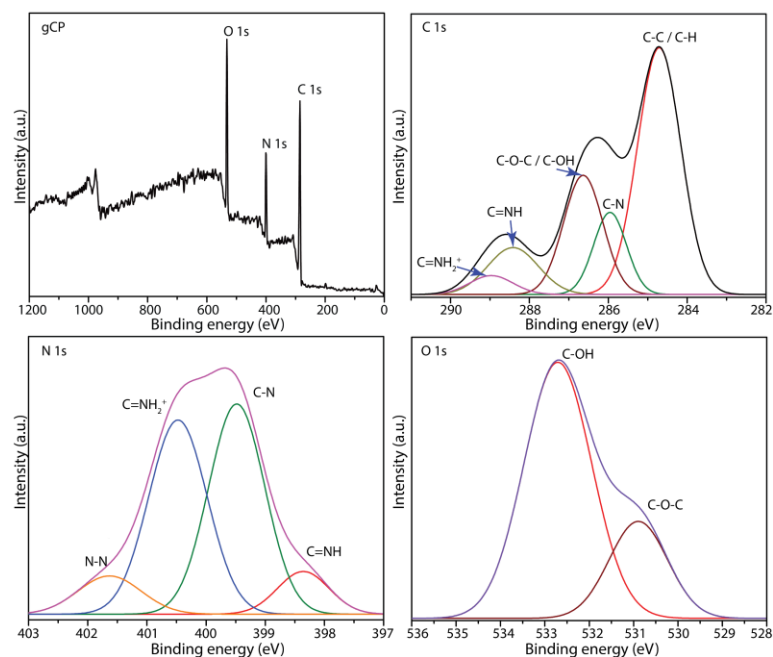 gCP
O 1s
C 1s
N 1s
Intensity (a.u.)
1200 1000 800 600 400 200 0
Binding energy (eV)
C 1s
C-C / C-H
C-O-C / C-OH
C=NH
C-N
C=NH₂⁺
Intensity (a.u.)
290 288 286 284 282
Binding energy (eV)
N 1s
C=NH₂⁺
C-N
N-N
C=NH
Intensity (a.u.)
403 402 401 400 399 398 397
Binding energy (eV)
O 1s
C-OH
C-O-C
Intensity (a.u.)
536 535 534 533 532 531 530 529 528
Binding energy (eV)